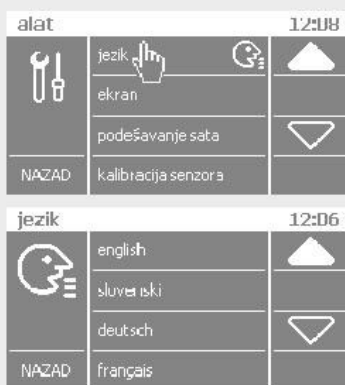 alat 12:08
jezik
ekran
podešavanje sata
NAZAD kalibracija senzora
jezik 12:06
english
slovenski
deutsch
NAZAD français